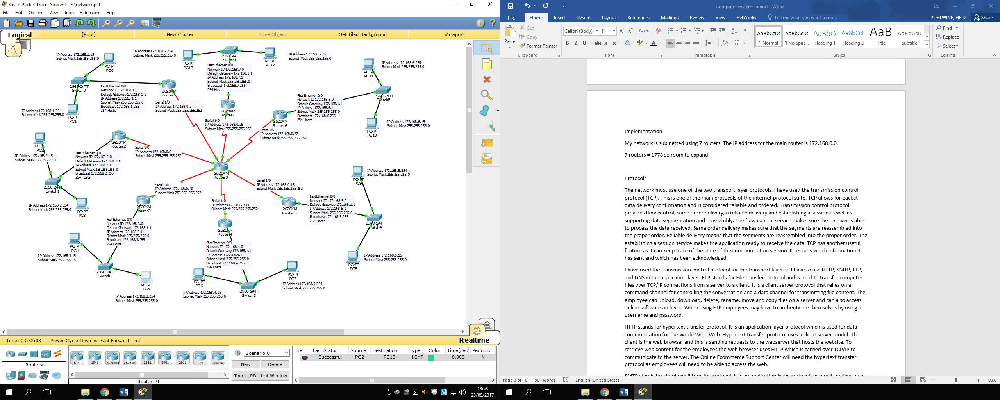 Cisco Packet Tracer Student - F:\network.pkt
File Edit Options View Tools Extensions Help
Logical [Root] New Cluster Move Object Set Tiled Background Viewport
IP Address 172.168.1.15
Subnet Mask 255.255.255.0
PC-PT
PC0
2960-24TT
Switch0
IP Address 172.168.1.254
Subnet Mask 255.255.255.0
PC-PT
PC1
FastEthernet 0/0
Network ID 172.168.1.0
Default Gateway 172.168.1.1
IP Address 172.168.1.1
Subnet Mask 255.255.255.0
Broadcast 172.168.1.255
254 Hosts
2620XM
Router1
Serial 1/0
IP Address 172.168.0.2
Subnet Mask 255.255.255.252
IP Address 172.168.7.254
Subnet Mask 255.255.255.0
PC-PT
PC13
2960-24TT
Switch6
PC-PT
PC12
IP Address 172.168.7.15
Subnet Mask 255.255.255.0
FastEthernet 0/0
Network ID 172.168.7.0
Default Gateway 172.168.1.1
IP Address 172.168.7.1
Subnet Mask 255.255.255.0
Broadcast 172.168.7.255
254 Hosts
2620XM
Router7
Serial 1/0
IP Address 172.168.0.26
Subnet Mask 255.255.255.252
PC-PT
PC11
IP Address 172.168.6.254
Subnet Mask 255.255.255.0
2960-24TT
Switch5
FastEthernet 0/0
Network ID 172.168.6.0
Default Gateway 172.168.1.1
IP Address 172.168.6.1
Subnet Mask 255.255.255.0
Broadcast 172.168.6.255
254 Hosts
2620XM
Router6
Serial 1/0
IP Address 172.168.0.22
Subnet Mask 255.255.255.252
PC-PT
PC10
IP Address 172.168.6.15
Subnet Mask 255.255.255.0
PC-PT
PC2
IP Address 172.168.2.15
Subnet Mask 255.255.255.0
2620XM
Router2
Serial 1/0
IP Address 172.168.0.6
Subnet Mask 255.255.255.252
FastEthernet 0/0
Network ID 172.168.2.0
Default Gateway 172.168.1.1
IP Address 172.168.2.1
Subnet Mask 255.255.255.0
Broadcast 172.168.2.255
254 Hosts
2960-24TT
Switch1
IP Address 172.168.2.254
Subnet Mask 255.255.255.0
PC-PT
PC3
2620XM
Router0
Serial 1/0
IP Address 172.168.0.10
Subnet Mask 255.255.255.252
2620XM
Router3
FastEthernet 0/0
Network ID 172.168.3.0
Default Gateway 172.168.1.1
IP Address 172.168.3.1
Subnet Mask 255.255.255.0
Broadcast 172.168.3.255
254 Hosts
PC-PT
PC4
IP Address 172.168.3.15
Subnet Mask 255.255.255.0
2960-24TT
Switch2
PC-PT
PC5
IP Address 172.168.3.254
Subnet Mask 255.255.255.0
Serial 1/0
IP Address 172.168.0.14
Subnet Mask 255.255.255.252
2620XM
Router4
FastEthernet 0/0
Network ID 172.168.4.0
Default Gateway 172.168.1.1
IP Address 172.168.4.1
Subnet Mask 255.255.255.0
Broadcast 172.168.4.255
254 Hosts
PC-PT
PC6
IP Address 172.168.4.15
Subnet Mask 255.255.255.0
2960-24TT
Switch3
PC-PT
PC7
IP Address 172.168.5.254
Subnet Mask 255.255.255.0
Serial 1/0
IP Address 172.168.0.18
Subnet Mask 255.255.255.252
2620XM
Router5
FastEthernet 0/0
Network ID 172.168.5.0
Default Gateway 172.168.1.1
IP Address 172.168.5.1
Subnet Mask 255.255.255.0
Broadcast 172.168.5.255
254 Hosts
PC-PT
PC9
IP Address 172.168.5.254
Subnet Mask 255.255.255.0
2960-24TT
Switch4
PC-PT
PC8
IP Address 172.168.5.15
Subnet Mask 255.255.255.0
Realtime
Time: 03:52:03 Power Cycle Devices Fast Forward Time
Routers
1841 1941 2620XM 2621XM 2811 2901 2911 819 Generic
Router-PT
Scenario 0
New Delete
Toggle PDU List Window
Fire Last Status Source Destination Type Color Time(sec) Periodic
Successful PC2 PC13 ICMP 0.000 N
18:58
23/05/2017
Computer systems report - Word
File Home Insert Design Layout References Mailings Review View RefWorks Tell me what you want to do... PORTWINE, HEIDI Share
Paste Cut
Copy
Format Painter
Clipboard
Calibri (Body) 11
Font
Paragraph
AaBbCcDc AaBbCcDc AaBbC( AaBbCcD AaB AaBbCcD
¶ Normal ¶ No Spac... Heading 1 Heading 2 Title Subtitle
Styles
Find
Replace
Select
Editing
Implementation
My network is sub netted using 7 routers. The IP address for the main router is 172.168.0.0.
7 routers = 1778 so room to expand
Protocols
The network must use one of the two transport layer protocols. I have used the transmission control
protocol (TCP). This is one of the main protocols of the internet protocol suite. TCP allows for packet
data delivery confirmation and is considered reliable and ordered. Transmission control protocol
provides flow control, same order delivery, a reliable delivery and establishing a session as well as
supporting data segmentation and reassembly. The flow control service makes sure the receiver is able
to process the data received. Same order delivery makes sure that the segments are reassembled into
the proper order. Reliable delivery means that the segments are reassembled into the proper order. The
establishing a session service makes the application ready to receive the data. TCP has another useful
feature as it can keep trace of the state of the communication session. It records which information it
has sent and which has been acknowledged.
I have used the transmission control protocol for the transport layer so I have to use HTTP, SMTP, FTP,
and DNS in the application layer. FTP stands for File transfer protocol and is used to transfer computer
files over TCP/IP connections from a server to a client. It is a client server protocol that relies on a
command channel for controlling the conversation and a data channel for transmitting file content. The
employee can upload, download, delete, rename, move and copy files on a server and can also access
online software archives. When using FTP employees may have to authenticate themselves by using a
username and password.
HTTP stands for hypertext transfer protocol. It is an application layer protocol which is used for data
communication for the World Wide Web. Hypertext transfer protocol uses a client server model. The
client is the web browser and this is sending requests to the webserver that hosts the website. To
retrieve web content for the employees the web browser uses HTTP which is carried over TCP/IP to
communicate to the server. The Online Ecommerce Support Center will need the hypertext transfer
protocol as employees will need to be able to access the web.
SMTP stands for simple mail transfer protocol. It is an application layer protocol for email services on a
Page 8 of 10 901 words English (United States) 100%